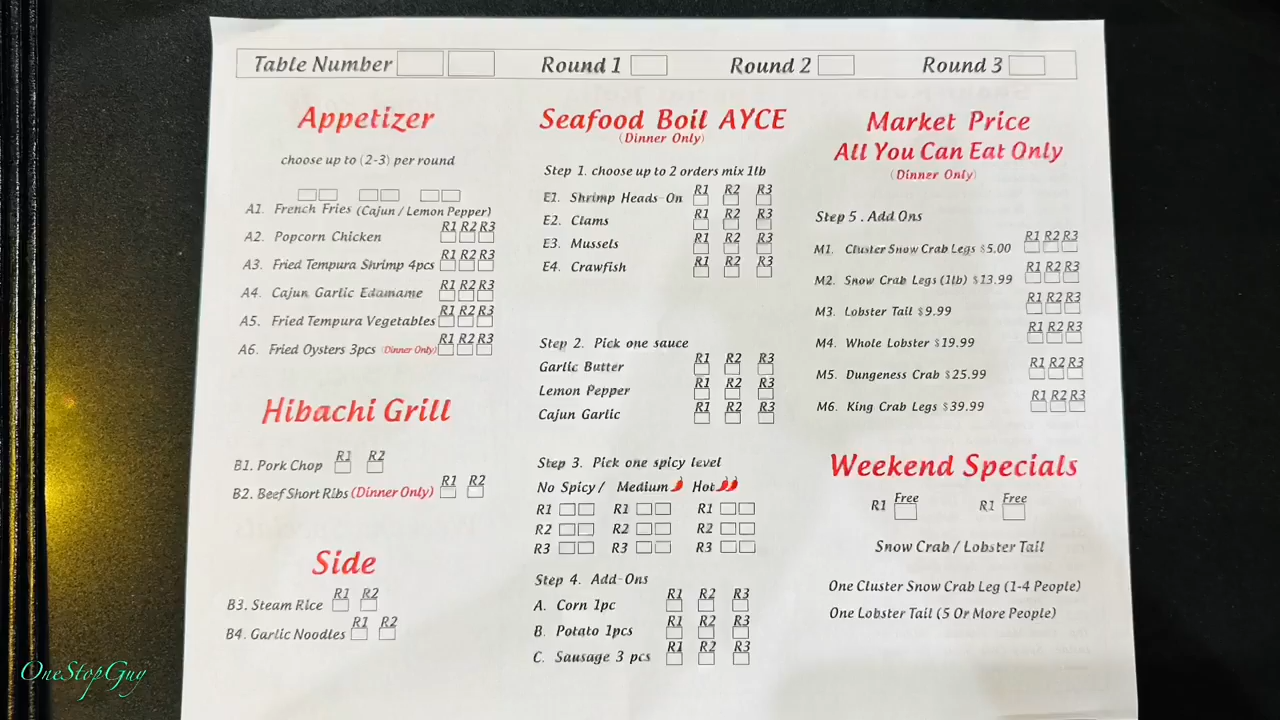 Table Number Round 1 Round 2 Round 3
Appetizer
choose up to (2-3) per round
A1. French Fries (Cajun / Lemon Pepper)
R1 R2 R3
A2. Popcorn Chicken
R1 R2 R3
A3. Fried Tempura Shrimp 4pcs
R1 R2 R3
A4. Cajun Garlic Edamame
R1 R2 R3
A5. Fried Tempura Vegetables
R1 R2 R3
A6. Fried Oysters 3pcs (Dinner Only)
Hibachi Grill
R1 R2
B1. Pork Chop
R1 R2
B2. Beef Short Ribs (Dinner Only)
Side
R1 R2
B3. Steam Rice
R1 R2
B4. Garlic Noodles
Seafood Boil AYCE
(Dinner Only)
Step 1. choose up to 2 orders mix 1lb
R1 R2 R3
E1. Shrimp Heads-On
R1 R2 R3
E2. Clams
R1 R2 R3
E3. Mussels
R1 R2 R3
E4. Crawfish
Step 2. Pick one sauce
R1 R2 R3
Garlic Butter
R1 R2 R3
Lemon Pepper
R1 R2 R3
Cajun Garlic
Step 3. Pick one spicy level
No Spicy / Medium Hot
R1 R1 R1
R2 R2 R2
R3 R3 R3
Step 4. Add-Ons
R1 R2 R3
A. Corn 1pc
R1 R2 R3
B. Potato 1pcs
R1 R2 R3
C. Sausage 3 pcs
Market Price
All You Can Eat Only
(Dinner Only)
Step 5 . Add Ons
R1 R2 R3
M1. Cluster Snow Crab Legs $5.00
R1 R2 R3
M2. Snow Crab Legs (1lb) $13.99
R1 R2 R3
M3. Lobster Tail $9.99
R1 R2 R3
M4. Whole Lobster $19.99
R1 R2 R3
M5. Dungeness Crab $25.99
R1 R2 R3
M6. King Crab Legs $39.99
Weekend Specials
R1 Free R1 Free
Snow Crab / Lobster Tail
One Cluster Snow Crab Leg (1-4 People)
One Lobster Tail (5 Or More People)
OneStopGuy